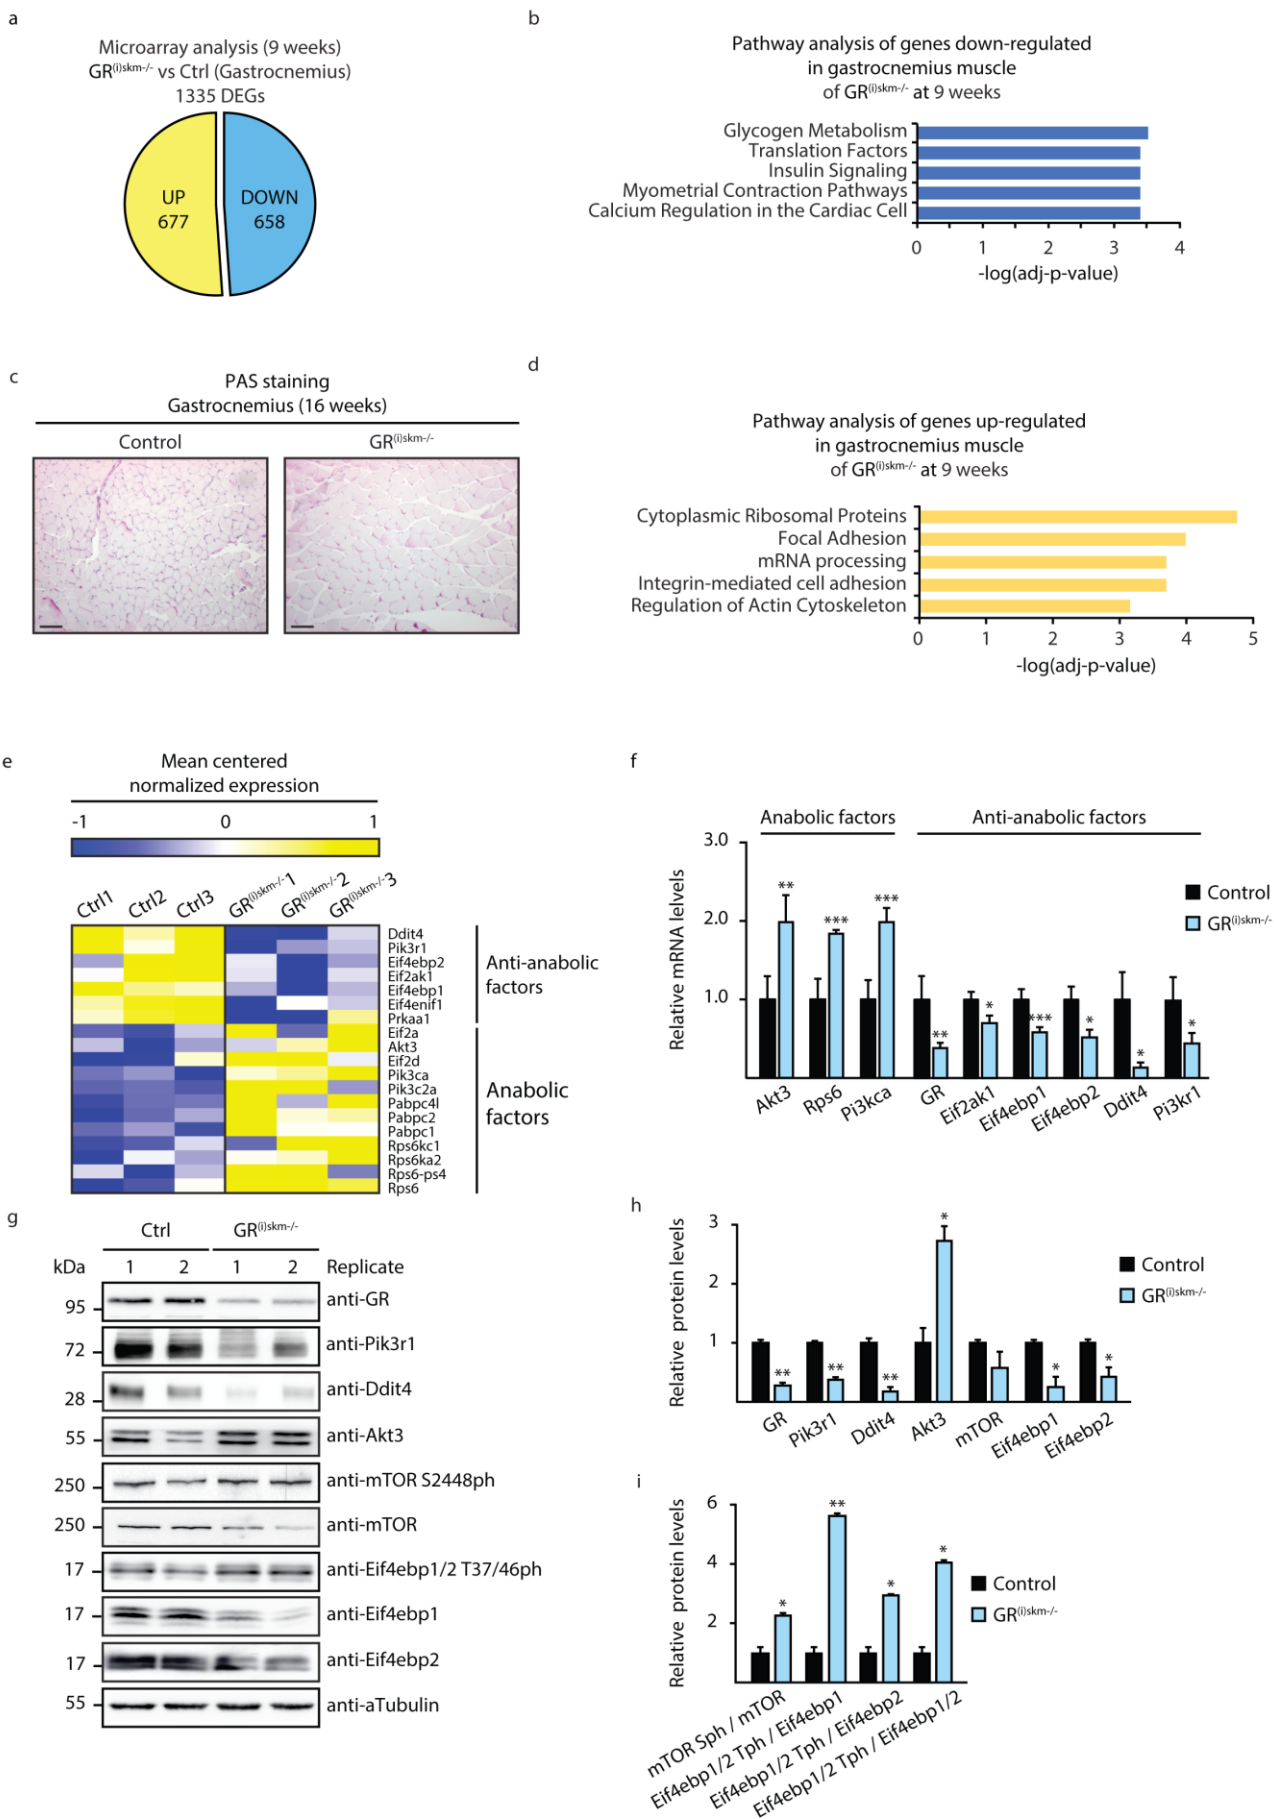 a
Microarray analysis (9 weeks)
GR(i)skm-/- vs Ctrl (Gastrocnemius)
1335 DEGs
UP
677
DOWN
658
b
Pathway analysis of genes down-regulated
in gastrocnemius muscle
of GR(i)skm-/- at 9 weeks
Glycogen Metabolism
Translation Factors
Insulin Signaling
Myometrial Contraction Pathways
Calcium Regulation in the Cardiac Cell
0 1 2 3 4
-log(adj-p-value)
c
PAS staining
Gastrocnemius (16 weeks)
Control
GR(i)skm-/-
d
Pathway analysis of genes up-regulated
in gastrocnemius muscle
of GR(i)skm-/- at 9 weeks
Cytoplasmic Ribosomal Proteins
Focal Adhesion
mRNA processing
Integrin-mediated cell adhesion
Regulation of Actin Cytoskeleton
0 1 2 3 4 5
-log(adj-p-value)
e
Mean centered
normalized expression
-1 0 1
Ctrl1 Ctrl2 Ctrl3 GR(i)skm-/-1 GR(i)skm-/-2 GR(i)skm-/-3
Ddit4
Pik3r1
Eif4ebp2
Eif2ak1
Eif4ebp1
Eif4enif1
Prkaa1
Eif2a
Akt3
Eif2d
Pik3ca
Pik3c2a
Pabpc4l
Pabpc2
Pabpc1
Rps6kc1
Rps6ka2
Rps6-ps4
Rps6
Anti-anabolic
factors
Anabolic
factors
f
Anabolic factors
Anti-anabolic factors
3.0
2.0
1.0
Relative mRNA lelvels
** *** *** ** * *** * * *
Akt3 Rps6 Pi3kca GR Eif2ak1 Eif4ebp1 Eif4ebp2 Ddit4 Pi3kr1
Control
GR(i)skm-/-
g
Ctrl
GR(i)skm-/-
kDa 1 2 1 2 Replicate
95 anti-GR
72 anti-Pik3r1
28 anti-Ddit4
55 anti-Akt3
250 anti-mTOR S2448ph
250 anti-mTOR
17 anti-Eif4ebp1/2 T37/46ph
17 anti-Eif4ebp1
17 anti-Eif4ebp2
55 anti-aTubulin
h
3
2
1
Relative protein levels
** ** ** * * *
GR Pik3r1 Ddit4 Akt3 mTOR Eif4ebp1 Eif4ebp2
Control
GR(i)skm-/-
i
6
4
2
Relative protein levels
* ** * *
mTOR Sph / mTOR
Eif4ebp1/2 Tph / Eif4ebp1
Eif4ebp1/2 Tph / Eif4ebp2
Eif4ebp1/2 Tph / Eif4ebp1/2
Control
GR(i)skm-/-